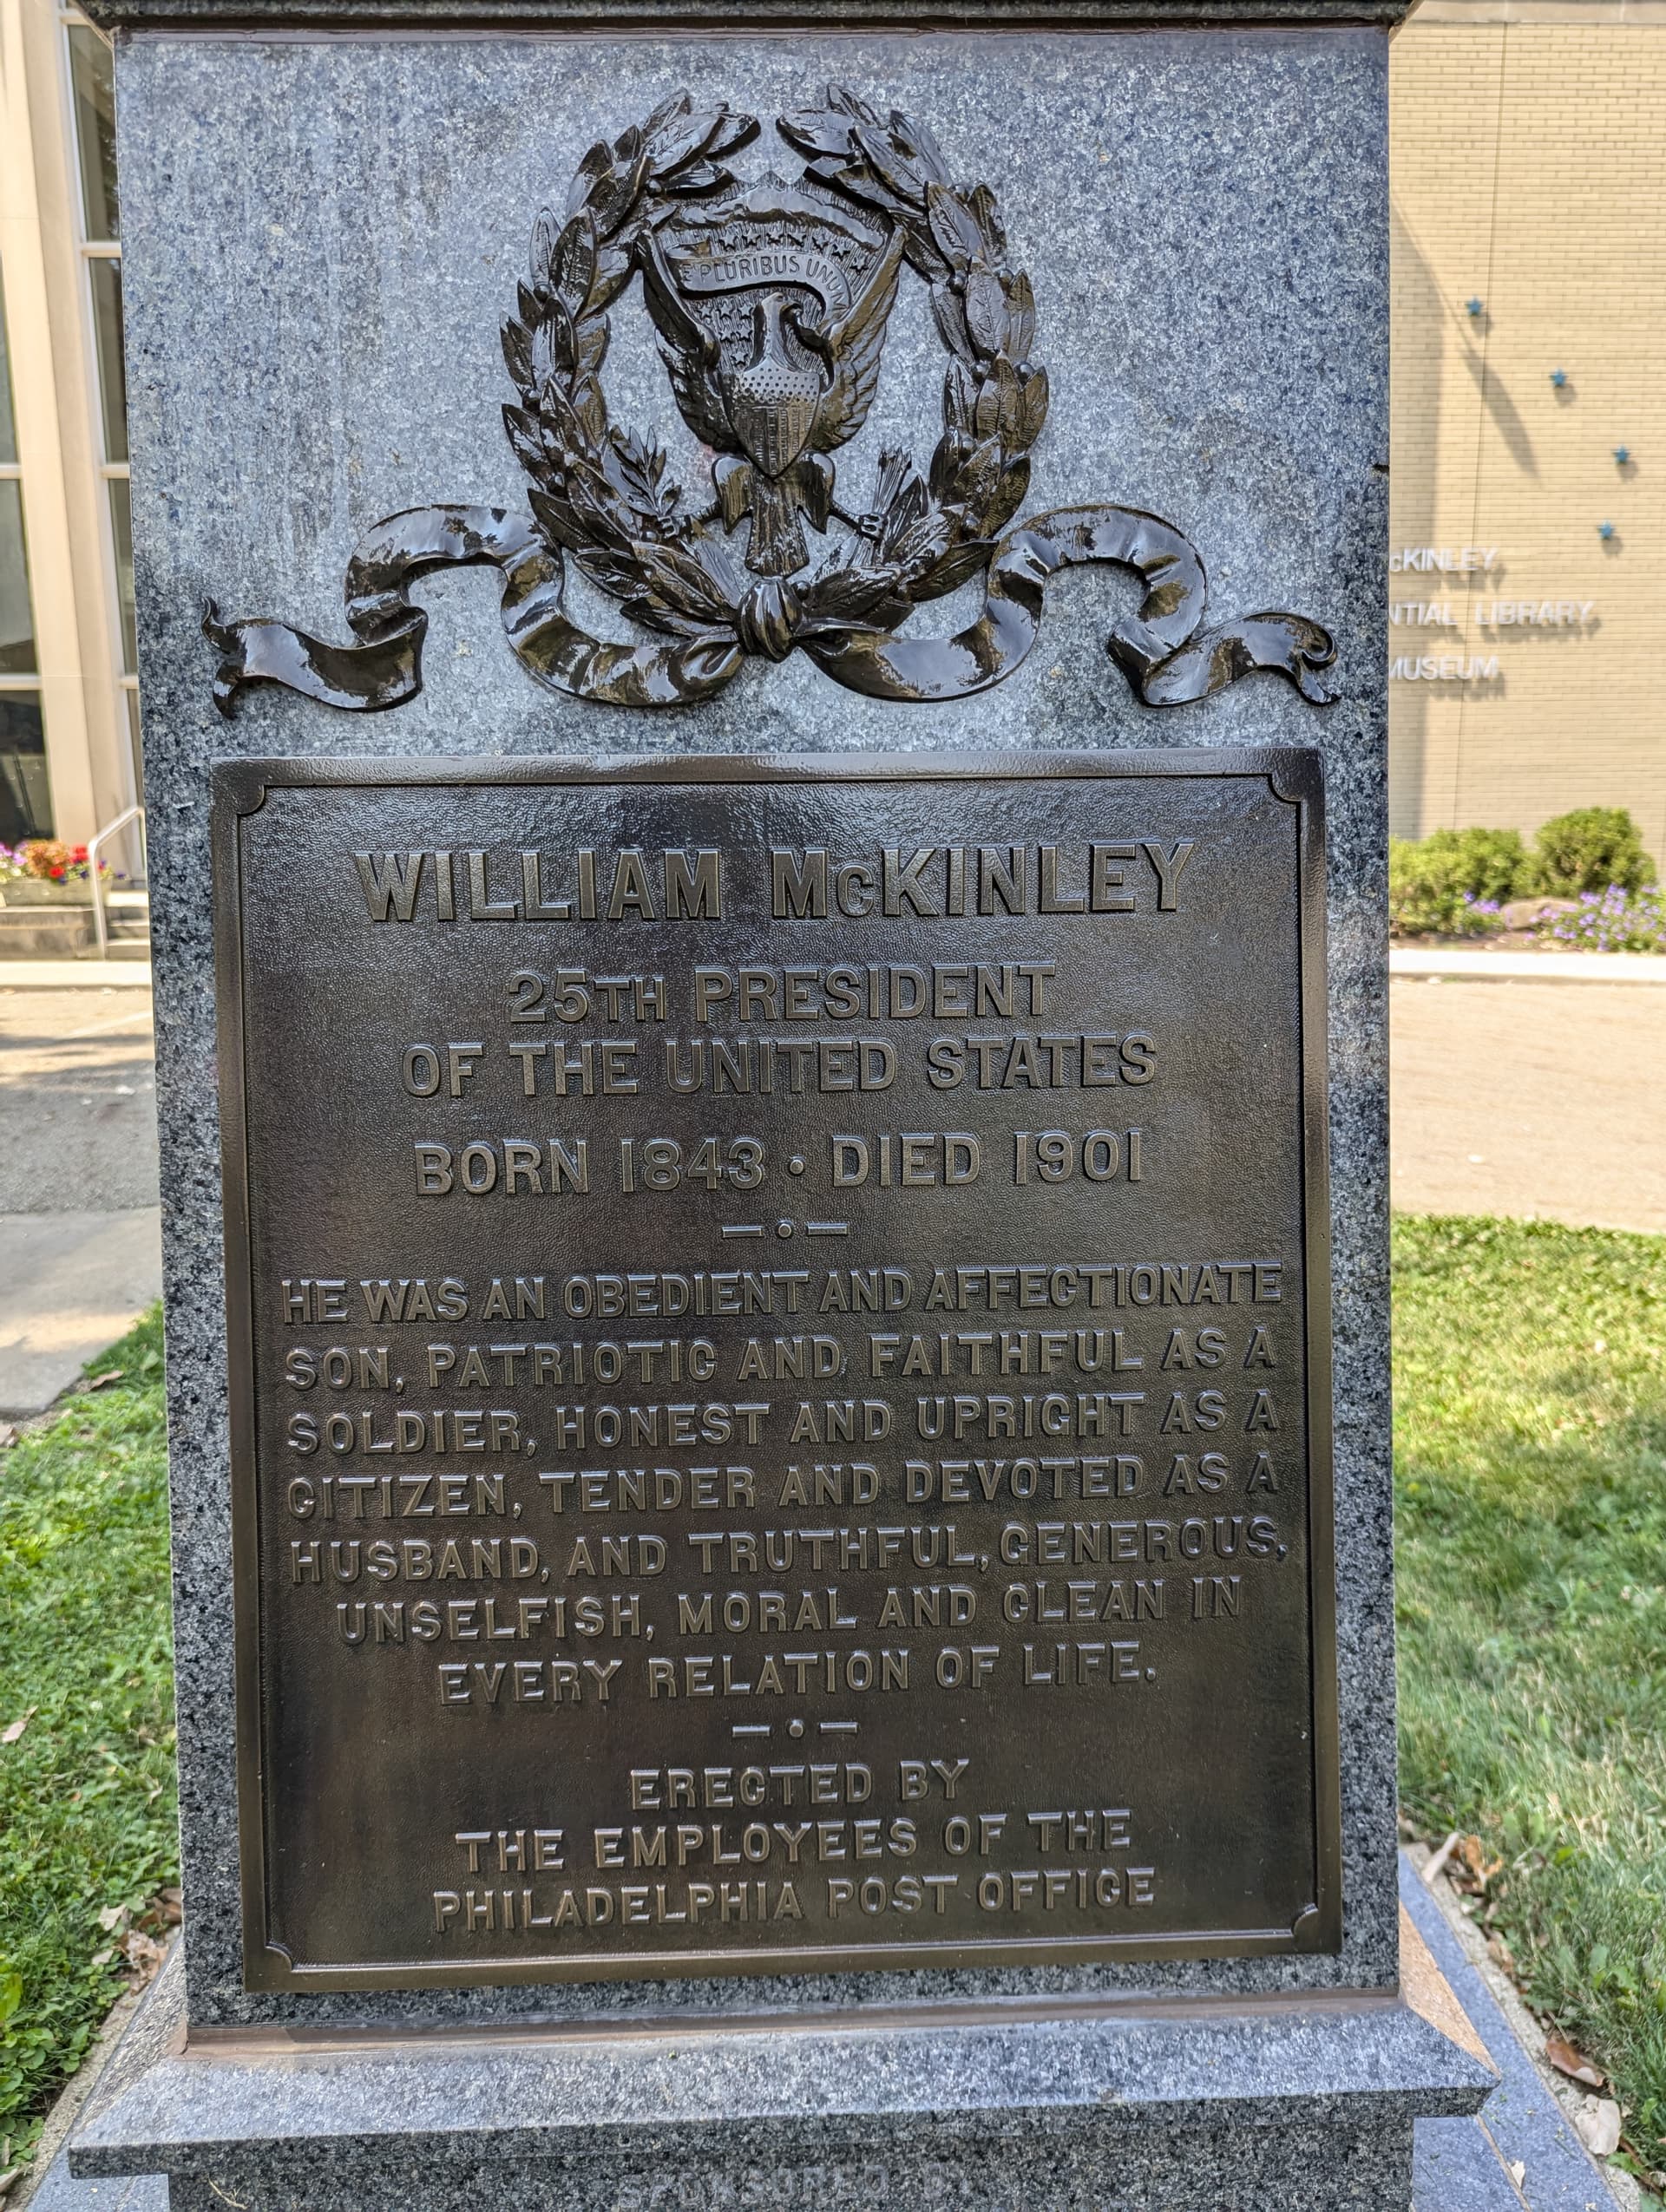 E PLURIBUS UNUM
McKINLEY
NTIAL LIBRARY
MUSEUM
WILLIAM McKINLEY
25TH PRESIDENT
OF THE UNITED STATES
BORN 1843 • DIED 1901
HE WAS AN OBEDIENT AND AFFECTIONATE
SON, PATRIOTIC AND FAITHFUL AS A
SOLDIER, HONEST AND UPRIGHT AS A
CITIZEN, TENDER AND DEVOTED AS A
HUSBAND, AND TRUTHFUL, GENEROUS,
UNSELFISH, MORAL AND CLEAN IN
EVERY RELATION OF LIFE.
ERECTED BY
THE EMPLOYEES OF THE
PHILADELPHIA POST OFFICE
SPONSORED BY